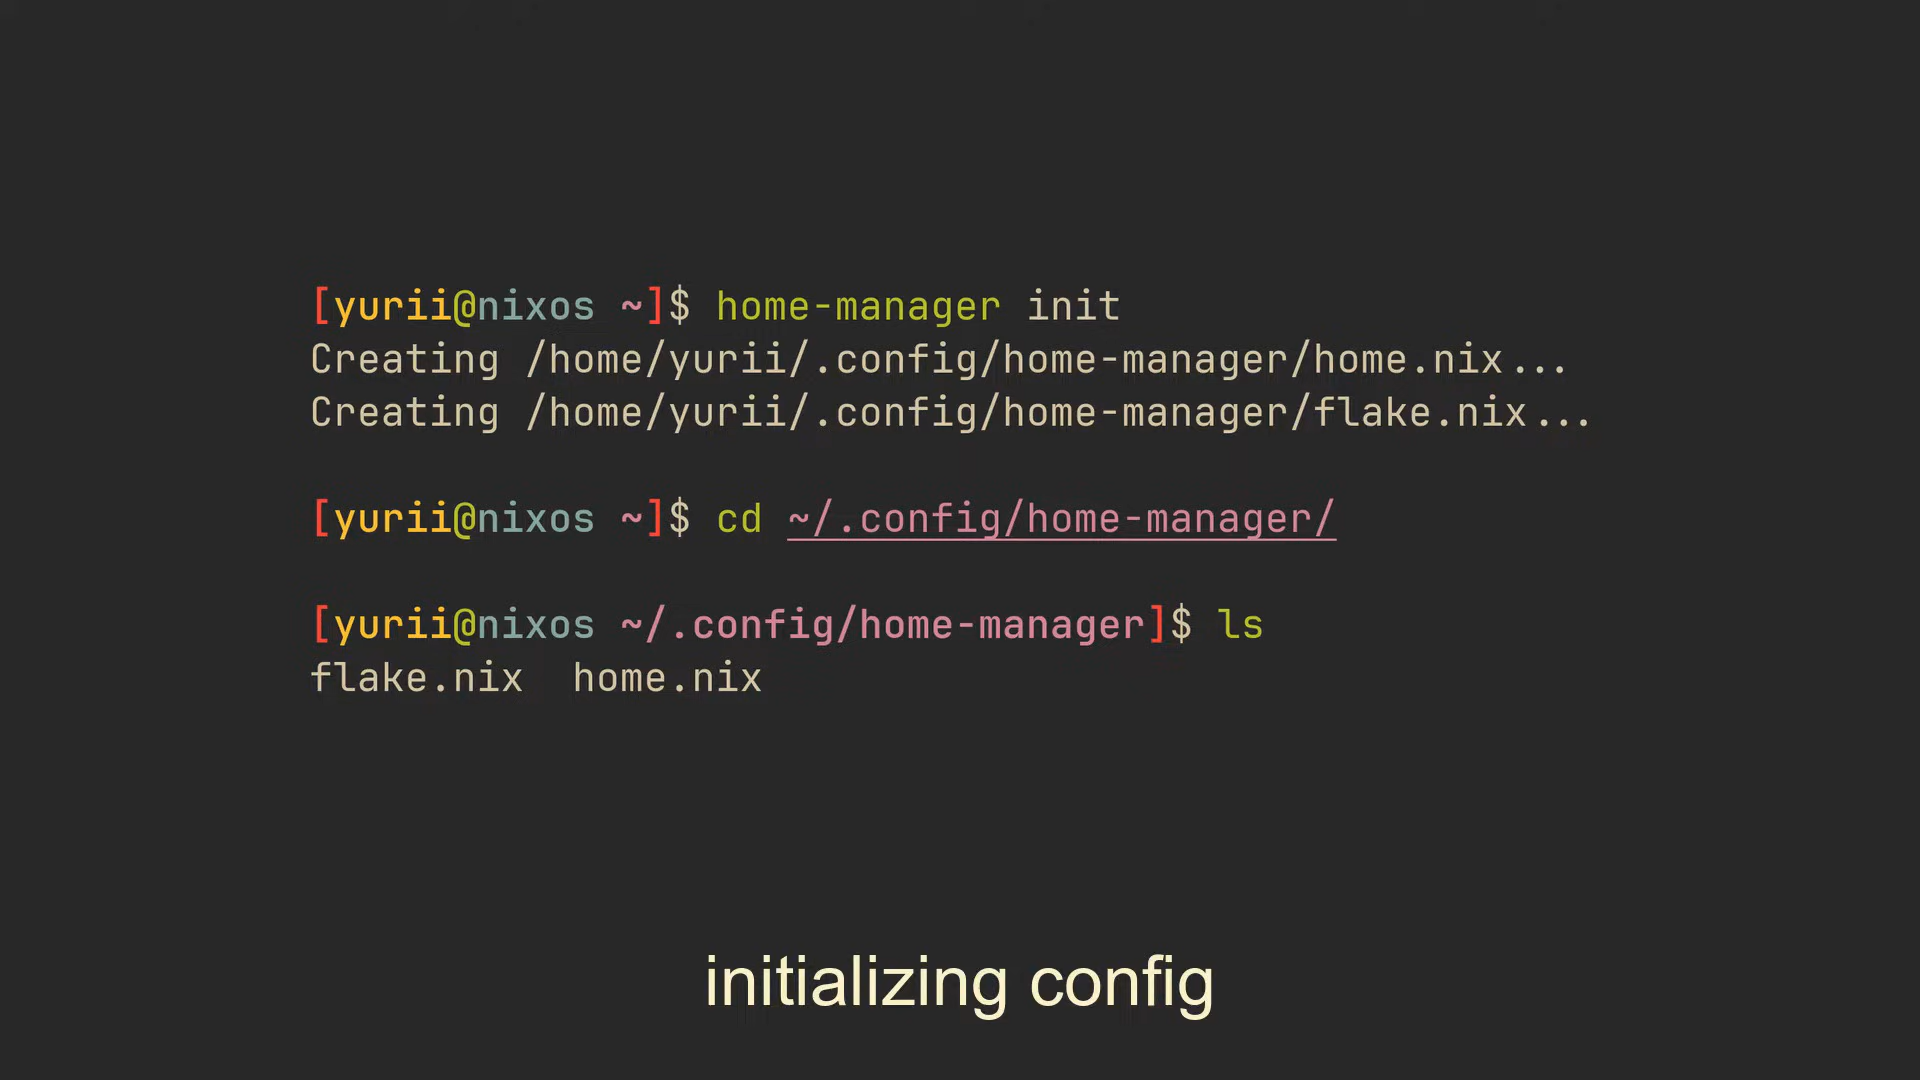 [yurii@nixos ~]$ home-manager init
Creating /home/yurii/.config/home-manager/home.nix...
Creating /home/yurii/.config/home-manager/flake.nix...
[yurii@nixos ~]$ cd ~/.config/home-manager/
[yurii@nixos ~/.config/home-manager]$ ls
flake.nix  home.nix
initializing config